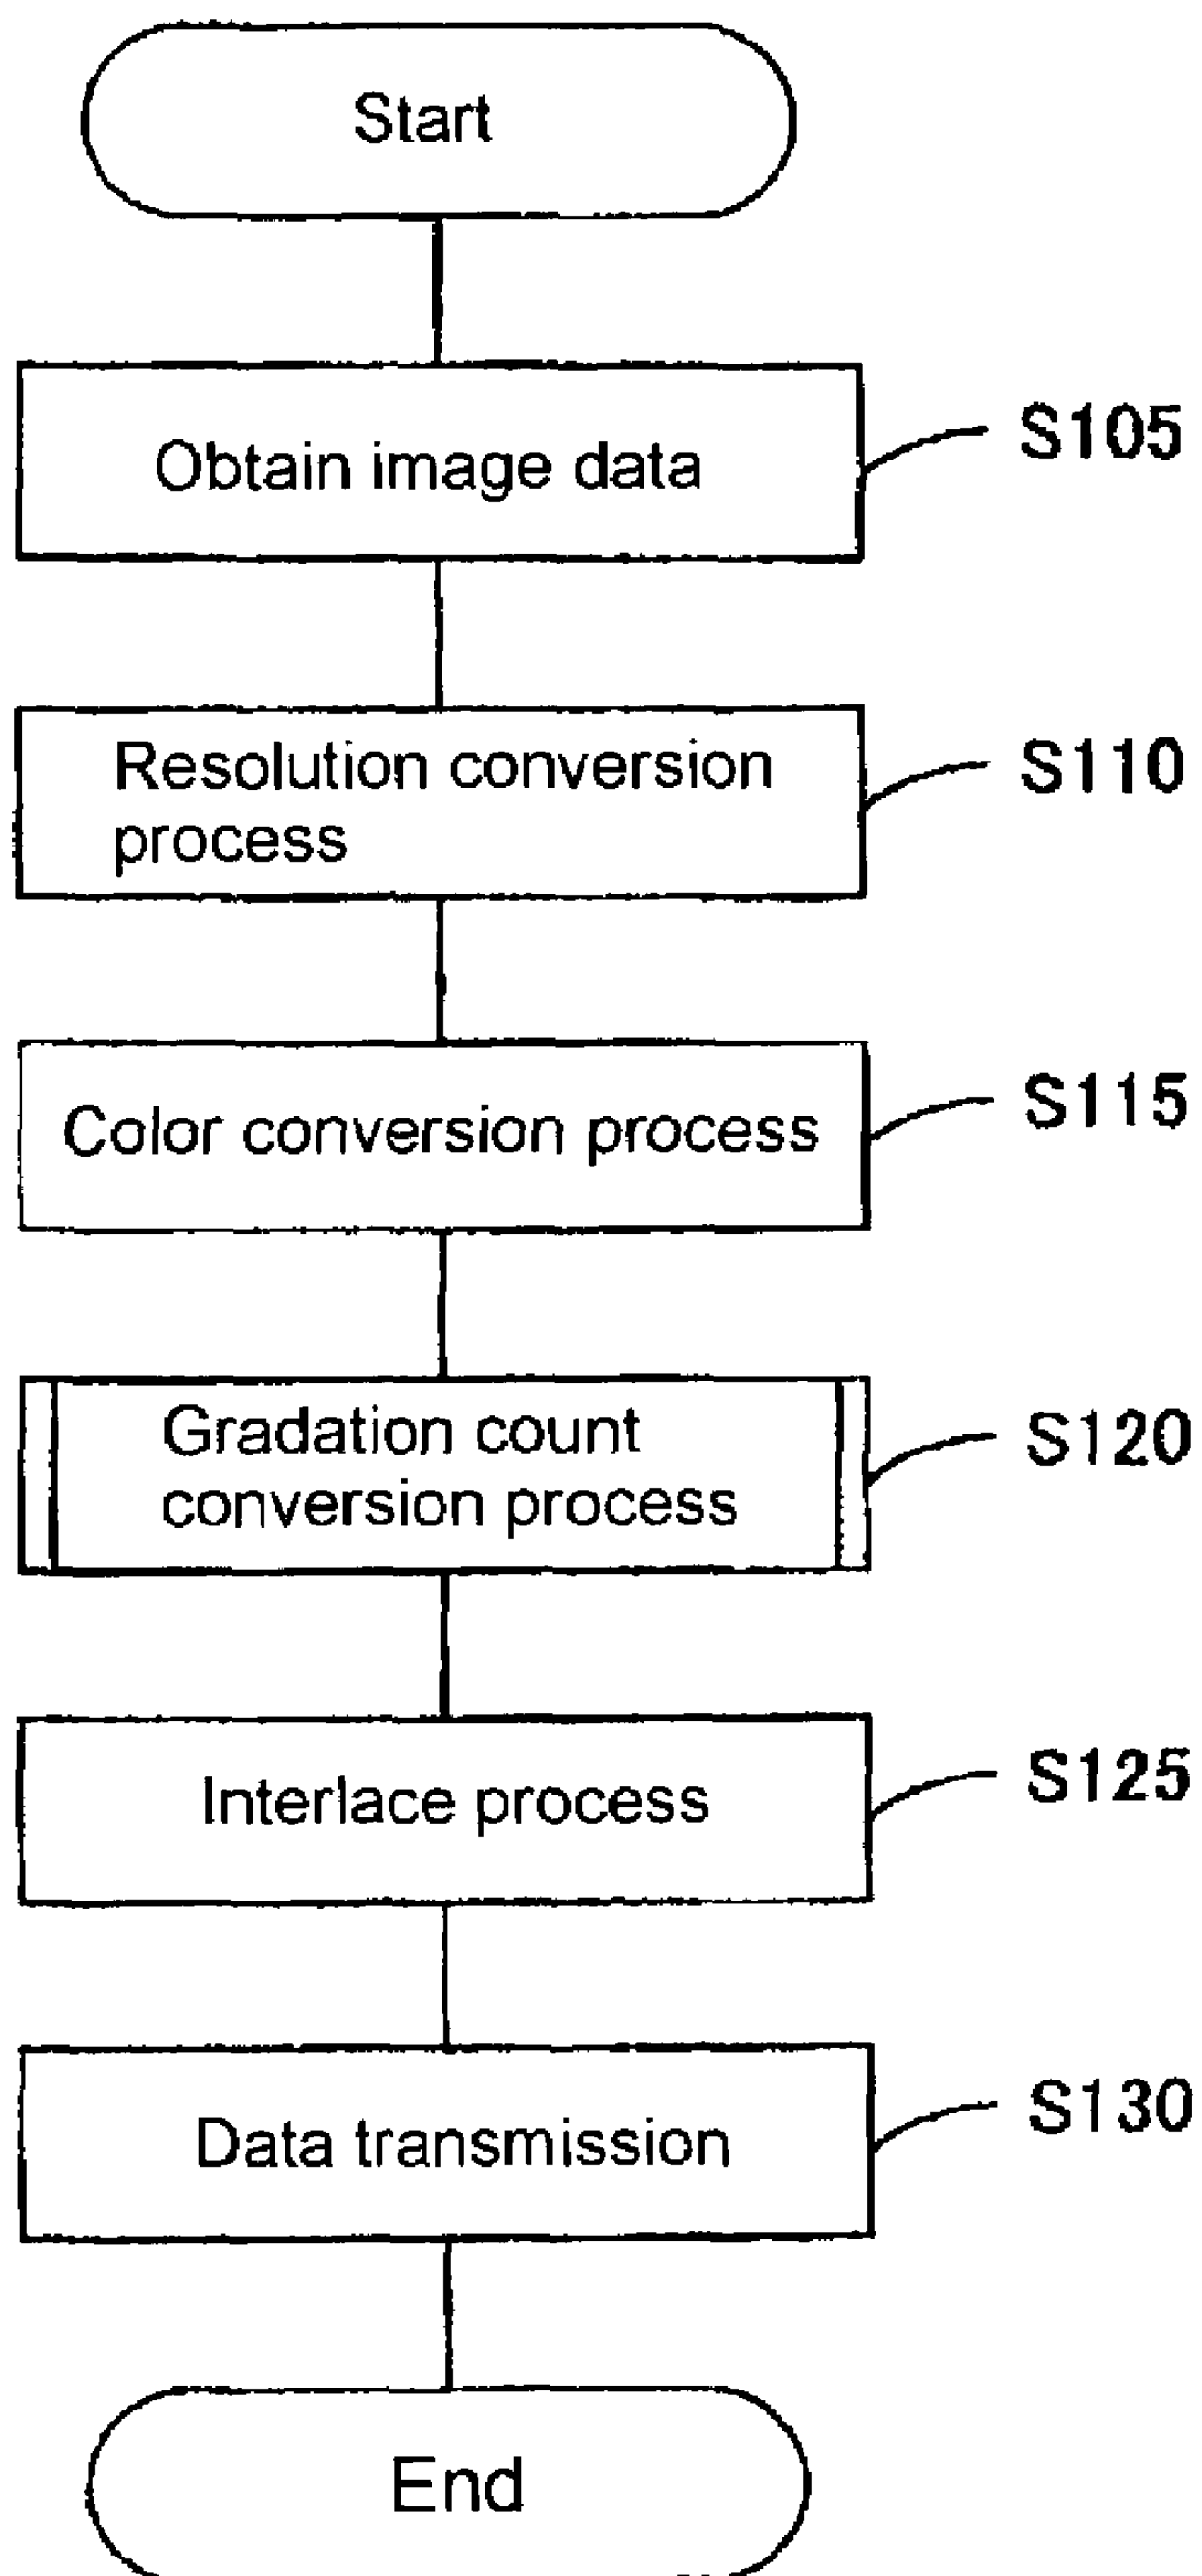 Start
Obtain image data
S105
Resolution conversion
process
S110
Color conversion process
S115
Gradation count
conversion process
S120
Interlace process
S125
Data transmission
S130
End